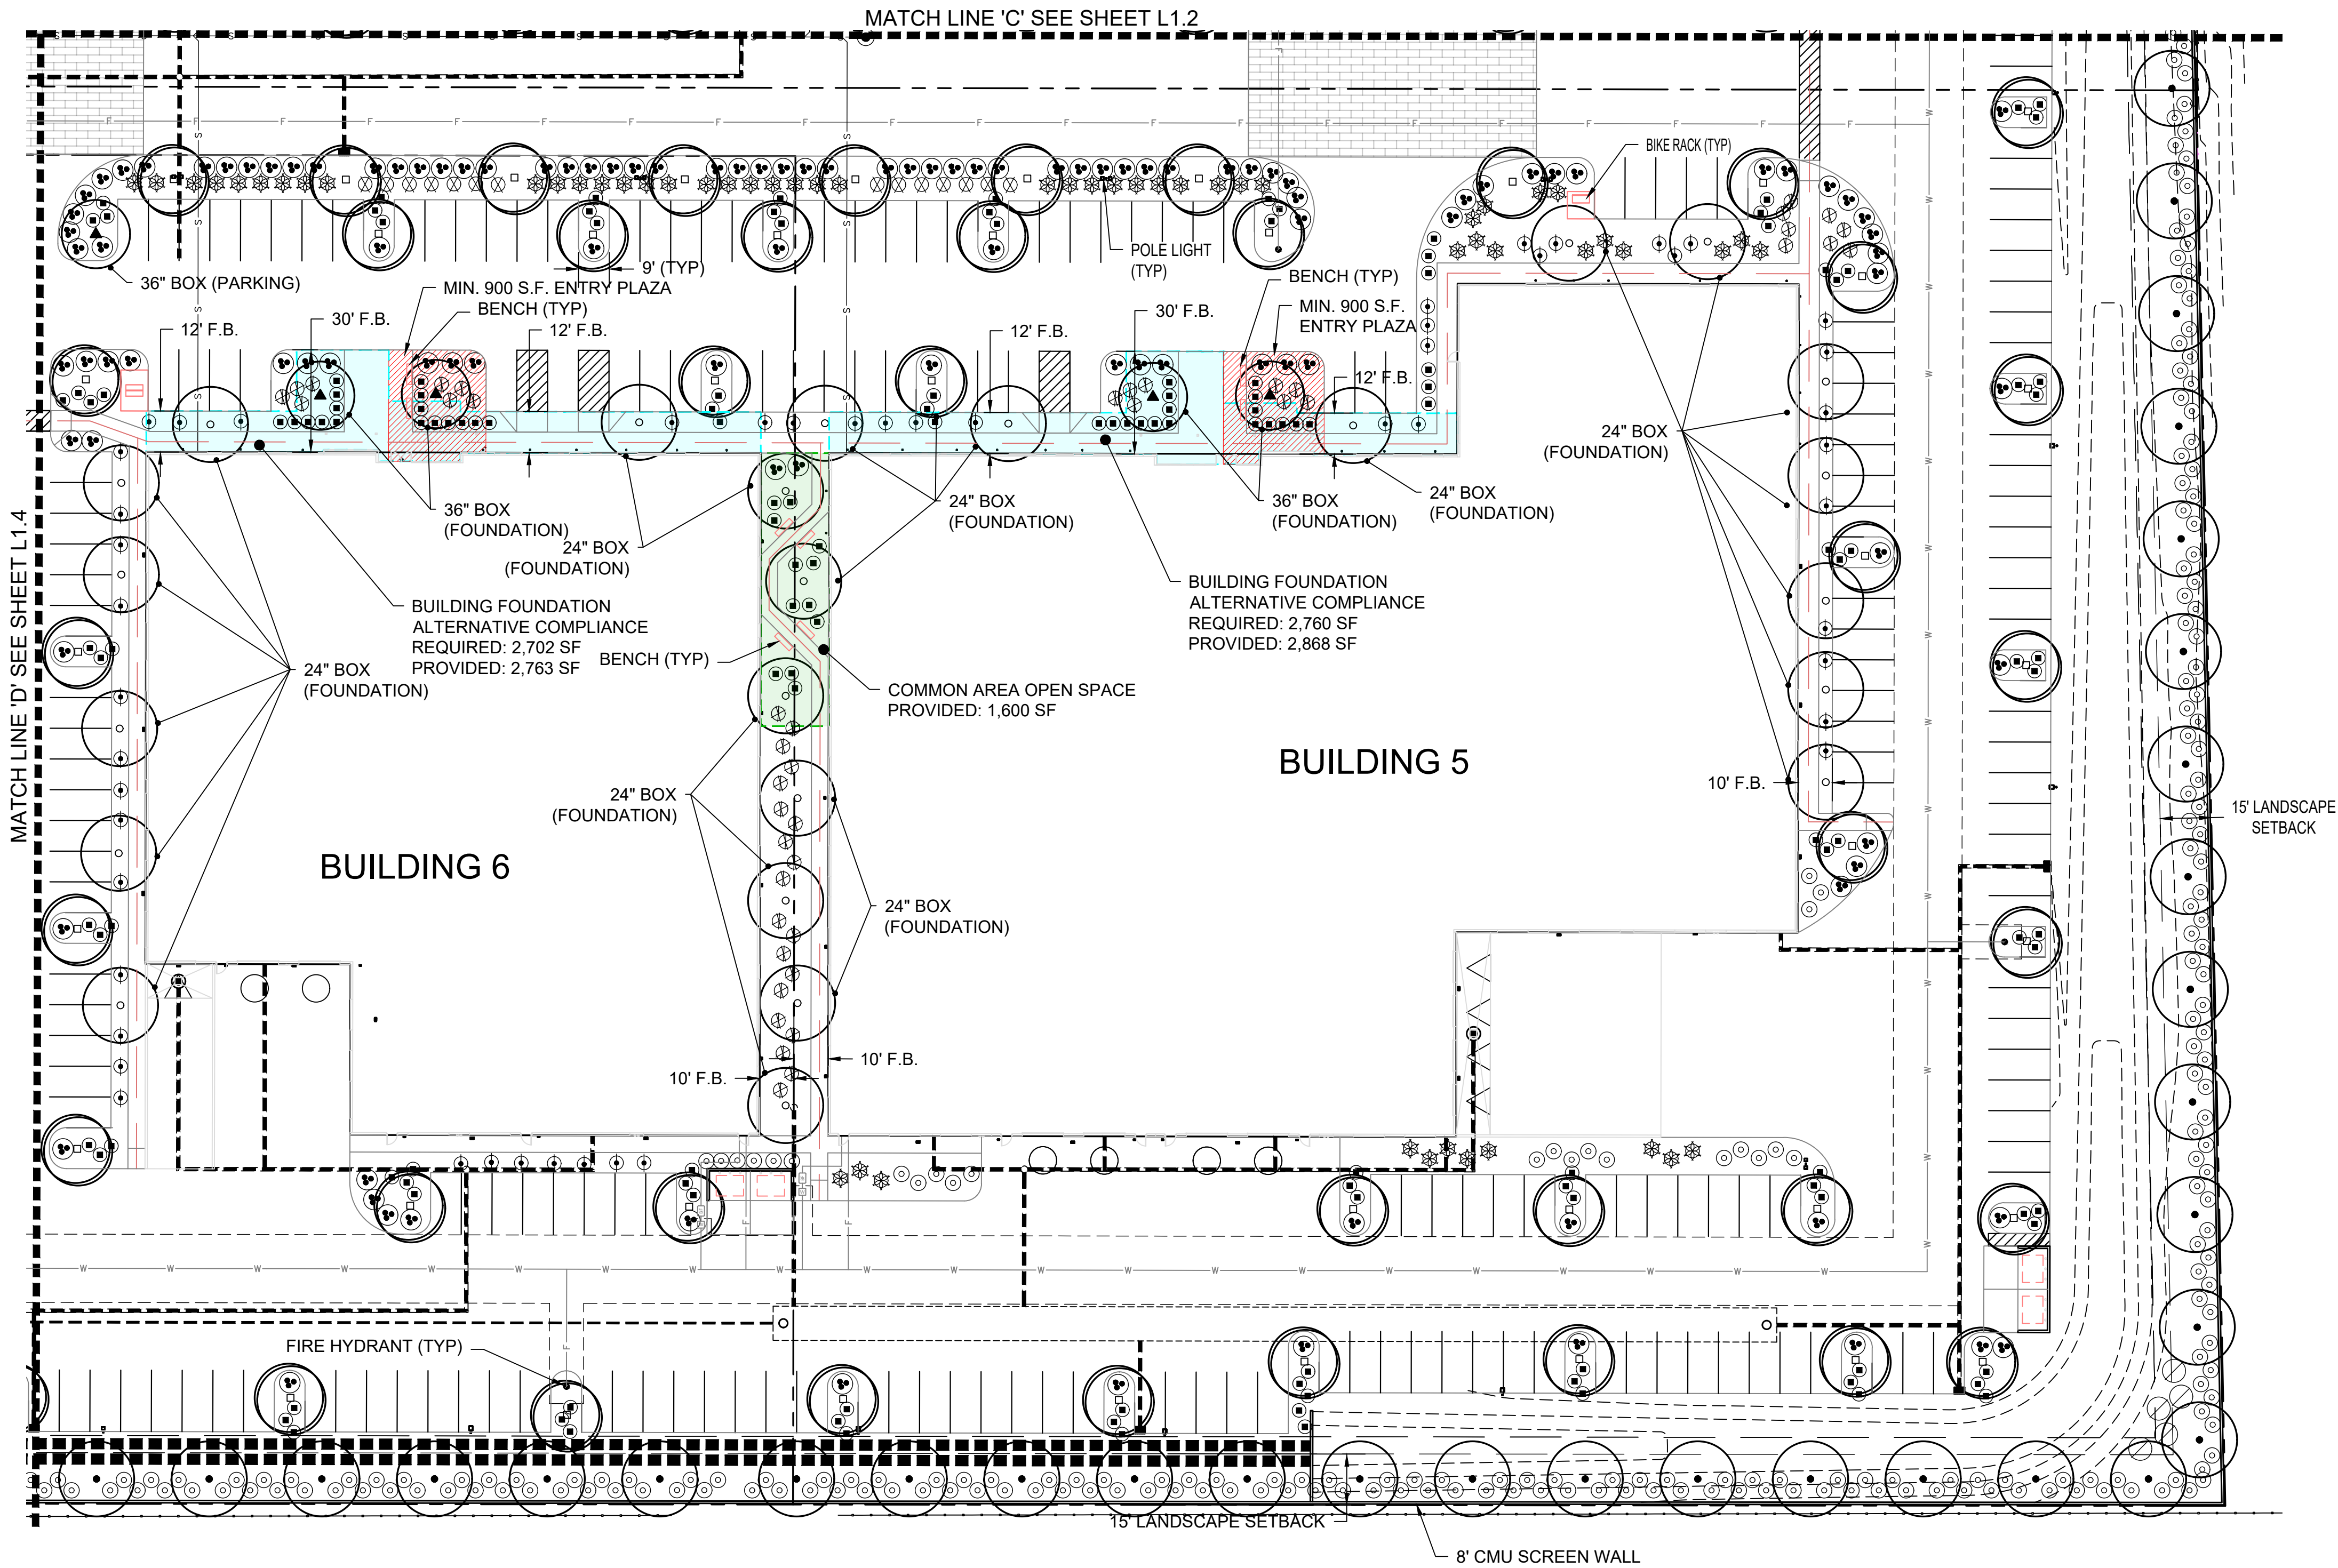 MATCH LINE 'C' SEE SHEET L1.2
BIKE RACK (TYP)
POLE LIGHT
(TYP)
36" BOX (PARKING)
9' (TYP)
MIN. 900 S.F. ENTRY PLAZA
BENCH (TYP)
BENCH (TYP)
MIN. 900 S.F.
ENTRY PLAZA
12' F.B.
30' F.B.
12' F.B.
12' F.B.
30' F.B.
12' F.B.
24" BOX
(FOUNDATION)
36" BOX
(FOUNDATION)
24" BOX
(FOUNDATION)
24" BOX
(FOUNDATION)
36" BOX
(FOUNDATION)
24" BOX
(FOUNDATION)
MATCH LINE 'D' SEE SHEET L1.4
BUILDING FOUNDATION
ALTERNATIVE COMPLIANCE
REQUIRED: 2,702 SF
PROVIDED: 2,763 SF
BUILDING FOUNDATION
ALTERNATIVE COMPLIANCE
REQUIRED: 2,760 SF
PROVIDED: 2,868 SF
24" BOX
(FOUNDATION)
BENCH (TYP)
COMMON AREA OPEN SPACE
PROVIDED: 1,600 SF
BUILDING 5
10' F.B.
24" BOX
(FOUNDATION)
15' LANDSCAPE
SETBACK
BUILDING 6
24" BOX
(FOUNDATION)
10' F.B.
10' F.B.
FIRE HYDRANT (TYP)
15' LANDSCAPE SETBACK
8' CMU SCREEN WALL